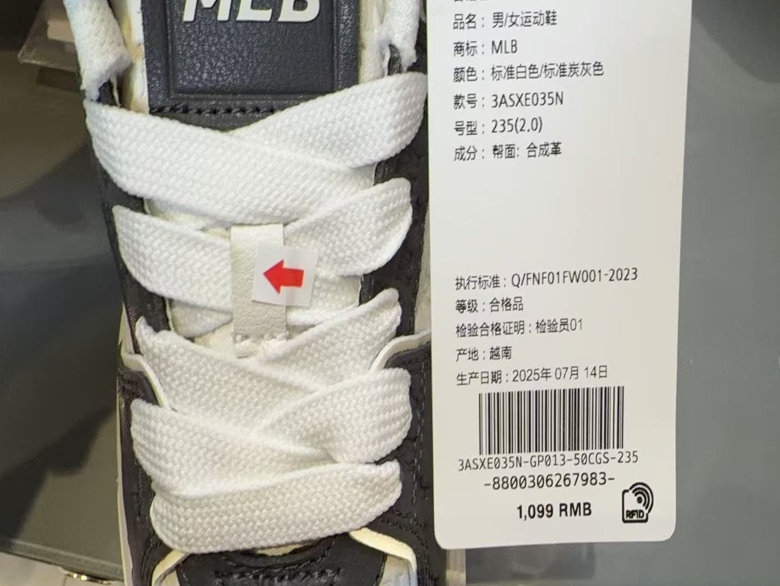 MLB
品名：男/女运动鞋
商标：MLB
颜色：标准白色/标准炭灰色
款号：3ASXE035N
号型：235(2.0)
成分：帮面：合成革
执行标准：Q/FNF01FW001-2023
等级：合格品
检验合格证明：检验员01
产地：越南
生产日期：2025年 07月 14日
3ASXE035N-GP013-50CGS-235
-8800306267983-
1,099 RMB
RFID